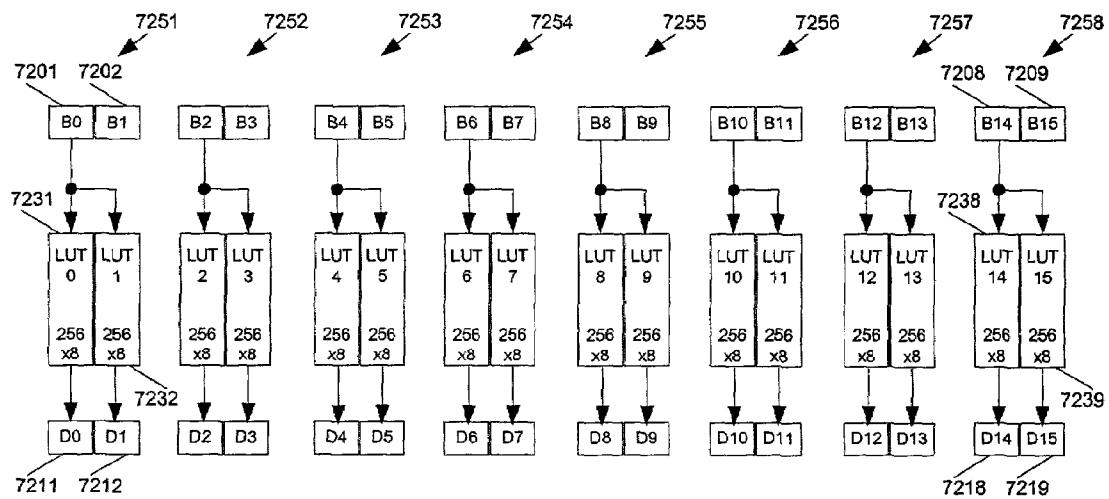 7251 7252 7253 7254 7255 7256 7257 7258
7201 7202 7208 7209
B0 B1 B2 B3 B4 B5 B6 B7 B8 B9 B10 B11 B12 B13 B14 B15
7231 7238
LUT LUT LUT LUT LUT LUT LUT LUT LUT LUT LUT LUT LUT LUT LUT LUT
0 1 2 3 4 5 6 7 8 9 10 11 12 13 14 15
256 256 256 256 256 256 256 256 256 256 256 256 256 256 256 256
x8 x8 x8 x8 x8 x8 x8 x8 x8 x8 x8 x8 x8 x8 x8 x8
7232 7239
D0 D1 D2 D3 D4 D5 D6 D7 D8 D9 D10 D11 D12 D13 D14 D15
7211 7212 7218 7219